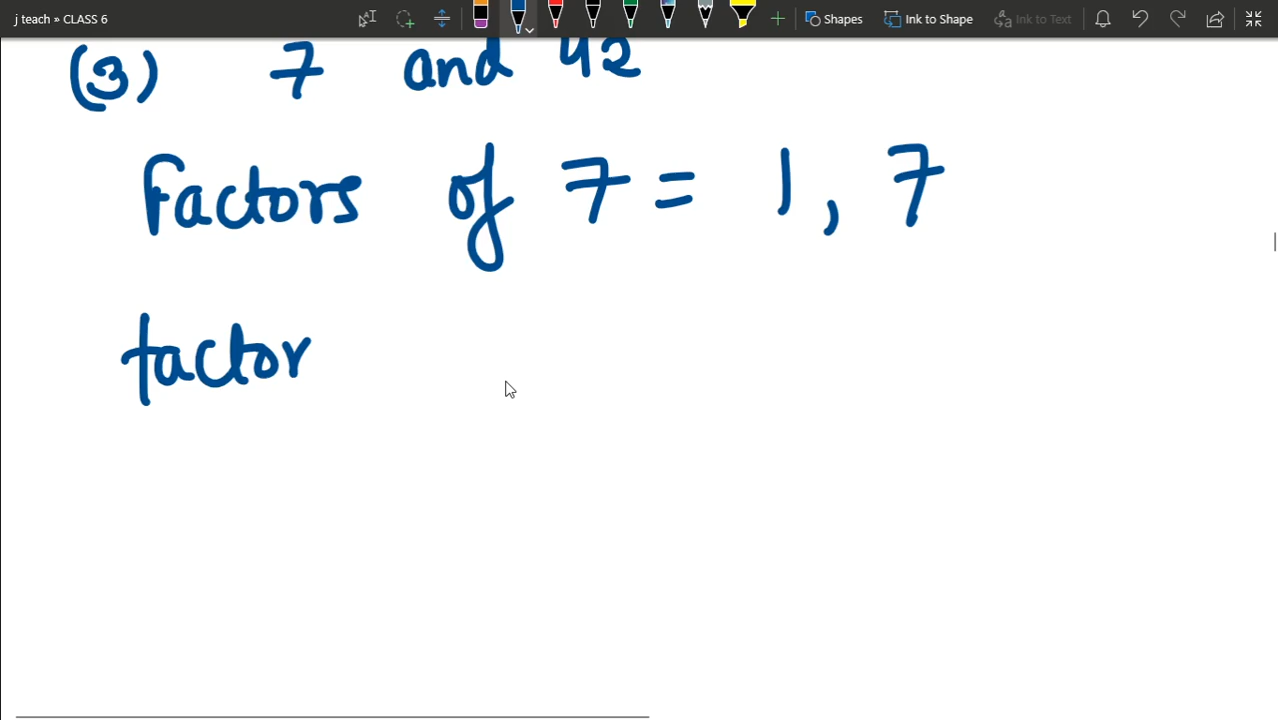 j teach » CLASS 6
Shapes
Ink to Shape
Ink to Text
(3) 7 and 42
Factors of 7 = 1, 7
factor